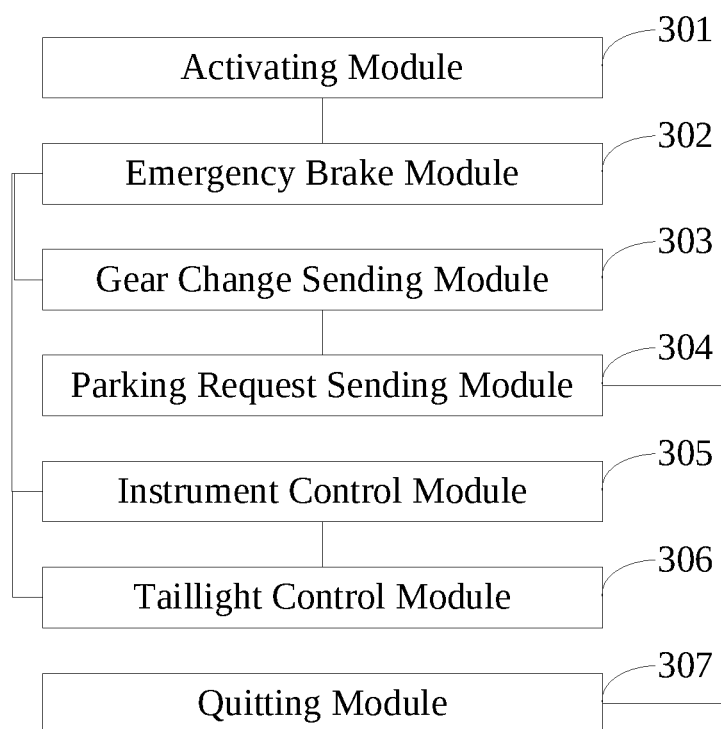 301
Activating Module
302
Emergency Brake Module
303
Gear Change Sending Module
304
Parking Request Sending Module
305
Instrument Control Module
306
Taillight Control Module
307
Quitting Module